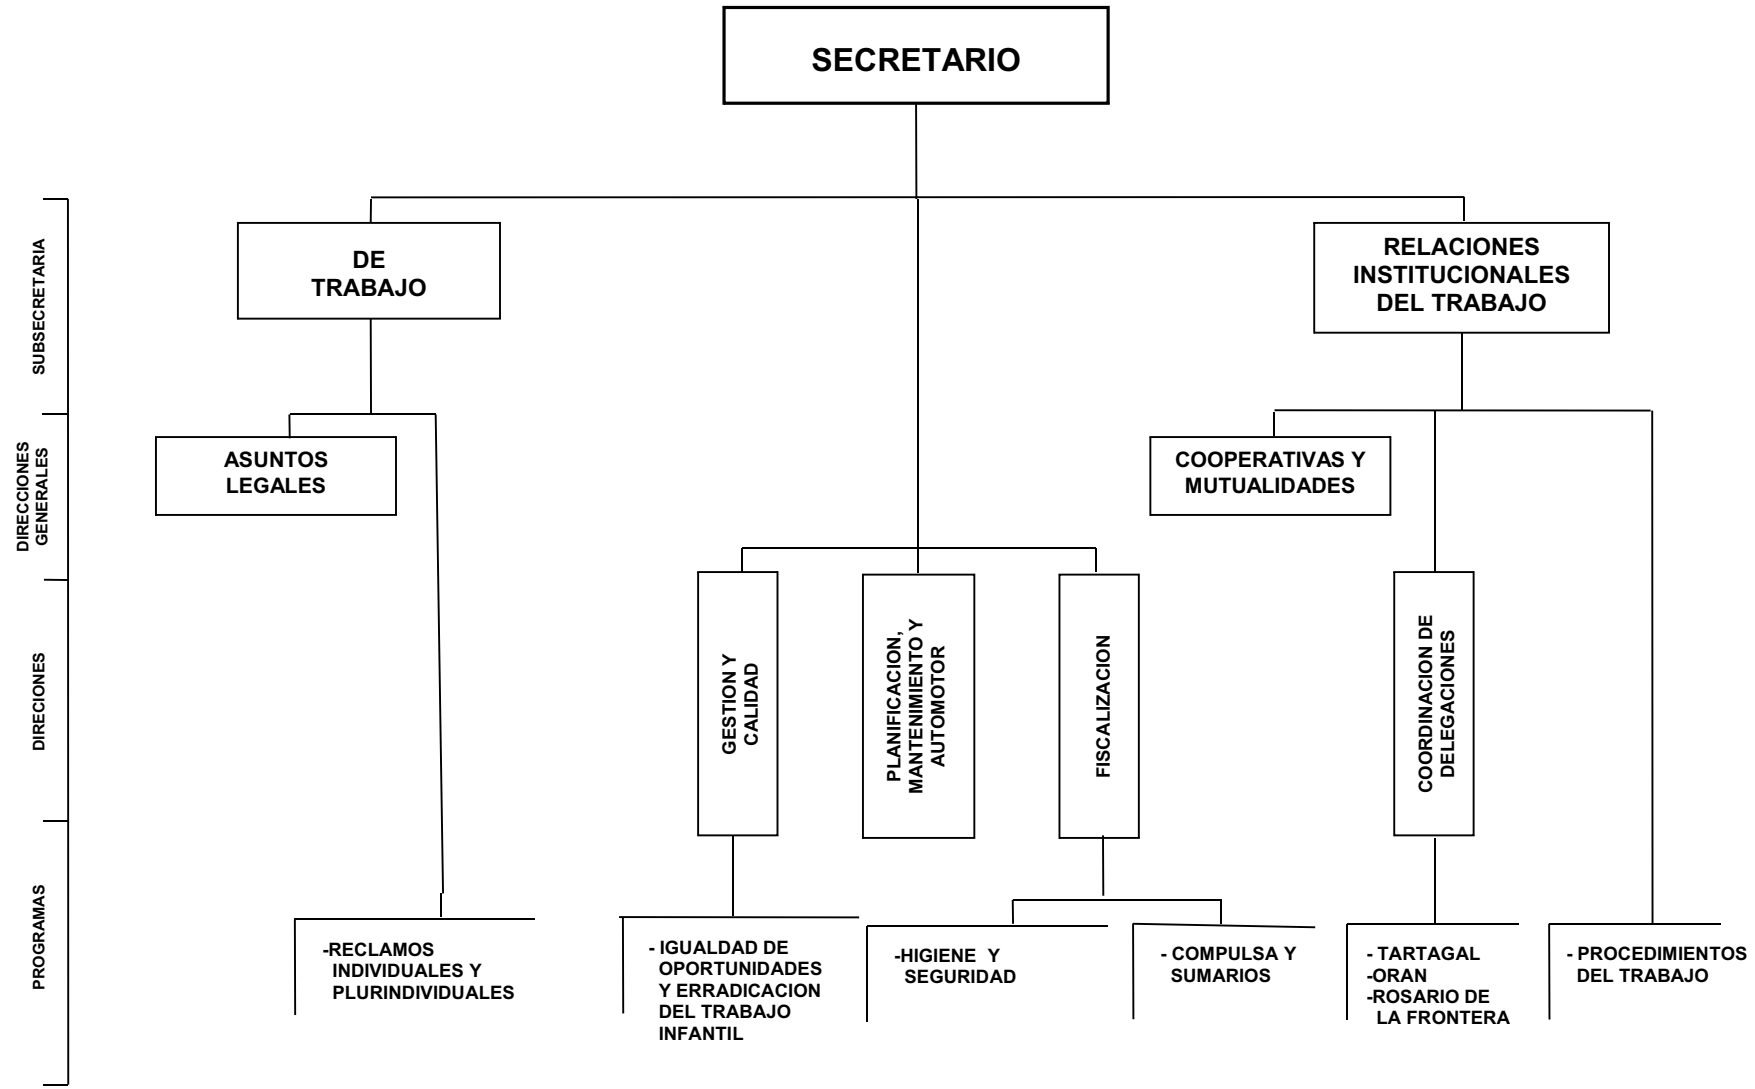 SECRETARIO
SUBSECRETARIA
DE
TRABAJO
RELACIONES
INSTITUCIONALES
DEL TRABAJO
DIRECCIONES
GENERALES
ASUNTOS
LEGALES
COOPERATIVAS Y
MUTUALIDADES
DIRECIONES
GESTION Y
CALIDAD
PLANIFICACION,
MANTENIMIENTO Y
AUTOMOTOR
FISCALIZACION
COORDINACION DE
DELEGACIONES
PROGRAMAS
-RECLAMOS
INDIVIDUALES Y
PLURINDIVIDUALES
- IGUALDAD DE
OPORTUNIDADES
Y ERRADICACION
DEL TRABAJO
INFANTIL
-HIGIENE Y
SEGURIDAD
- COMPULSA Y
SUMARIOS
- TARTAGAL
-ORAN
-ROSARIO DE
LA FRONTERA
- PROCEDIMIENTOS
DEL TRABAJO